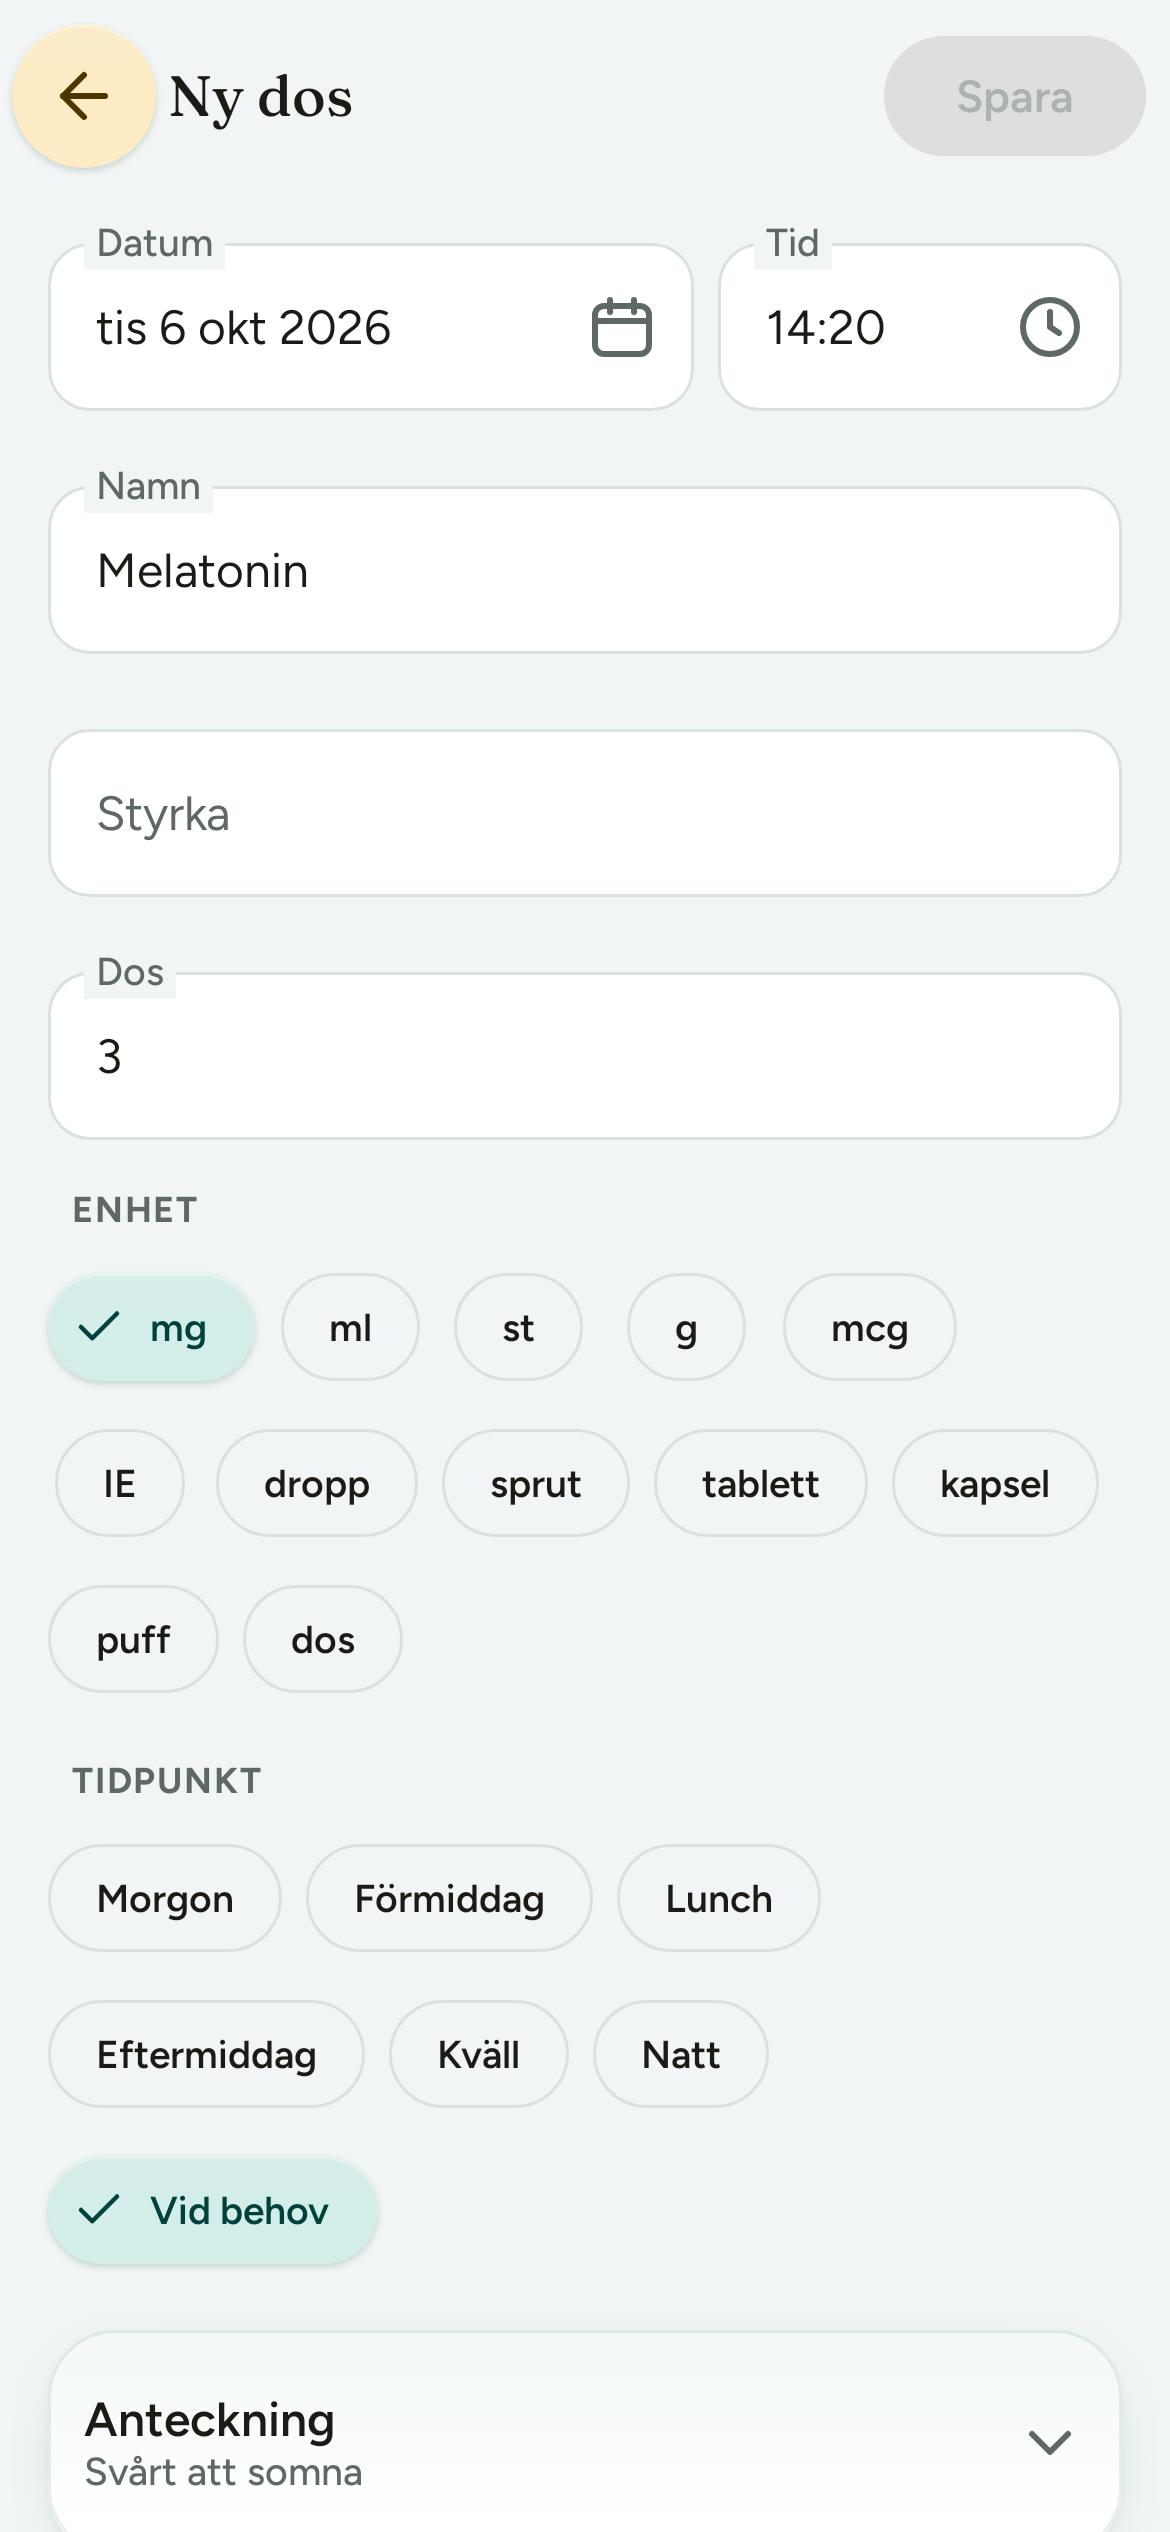 Ny dos
Spara
Datum
tis 6 okt 2026
Tid
14:20
Namn
Melatonin
Styrka
Dos
3
ENHET
mg ml st g mcg
IE dropp sprut tablett kapsel
puff dos
TIDPUNKT
Morgon Förmiddag Lunch
Eftermiddag Kväll Natt
Vid behov
Anteckning
Svårt att somna